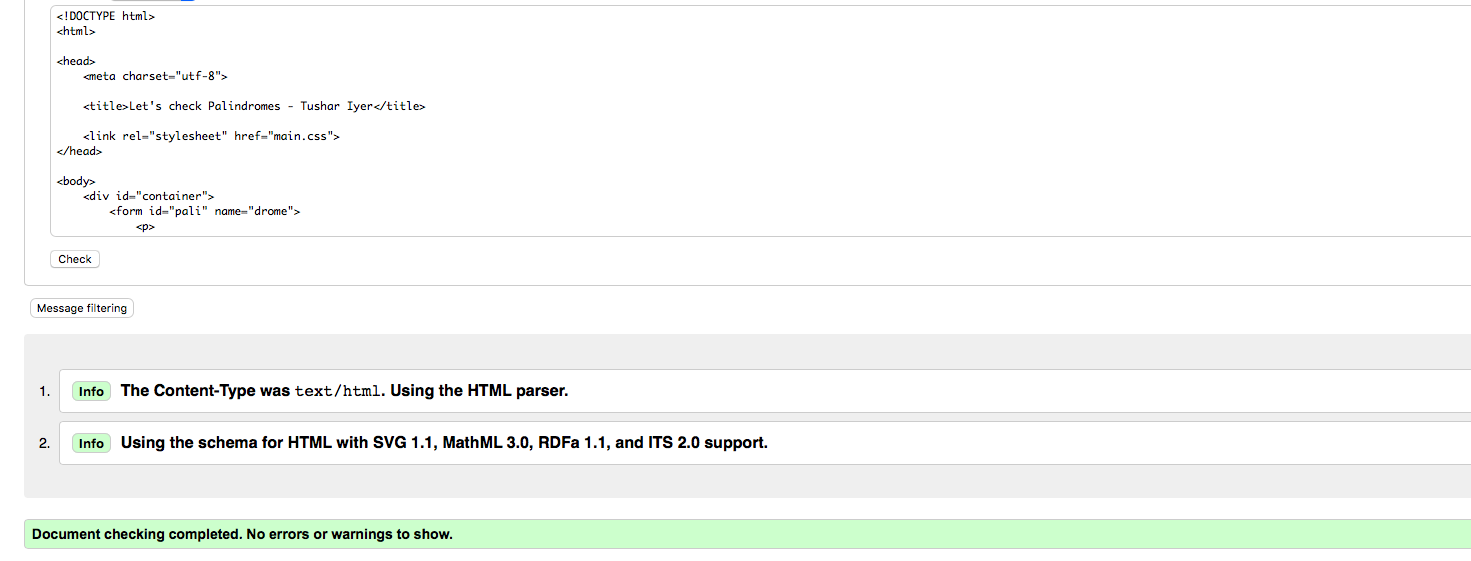 <!DOCTYPE html>
<html>
<head>
<meta charset="utf-8">
<title>Let's check Palindromes - Tushar Iyer</title>
<link rel="stylesheet" href="main.css">
</head>
<body>
<div id="container">
<form id="pali" name="drome">
<p>
Check
Message filtering
1. Info The Content-Type was text/html. Using the HTML parser.
2. Info Using the schema for HTML with SVG 1.1, MathML 3.0, RDFa 1.1, and ITS 2.0 support.
Document checking completed. No errors or warnings to show.